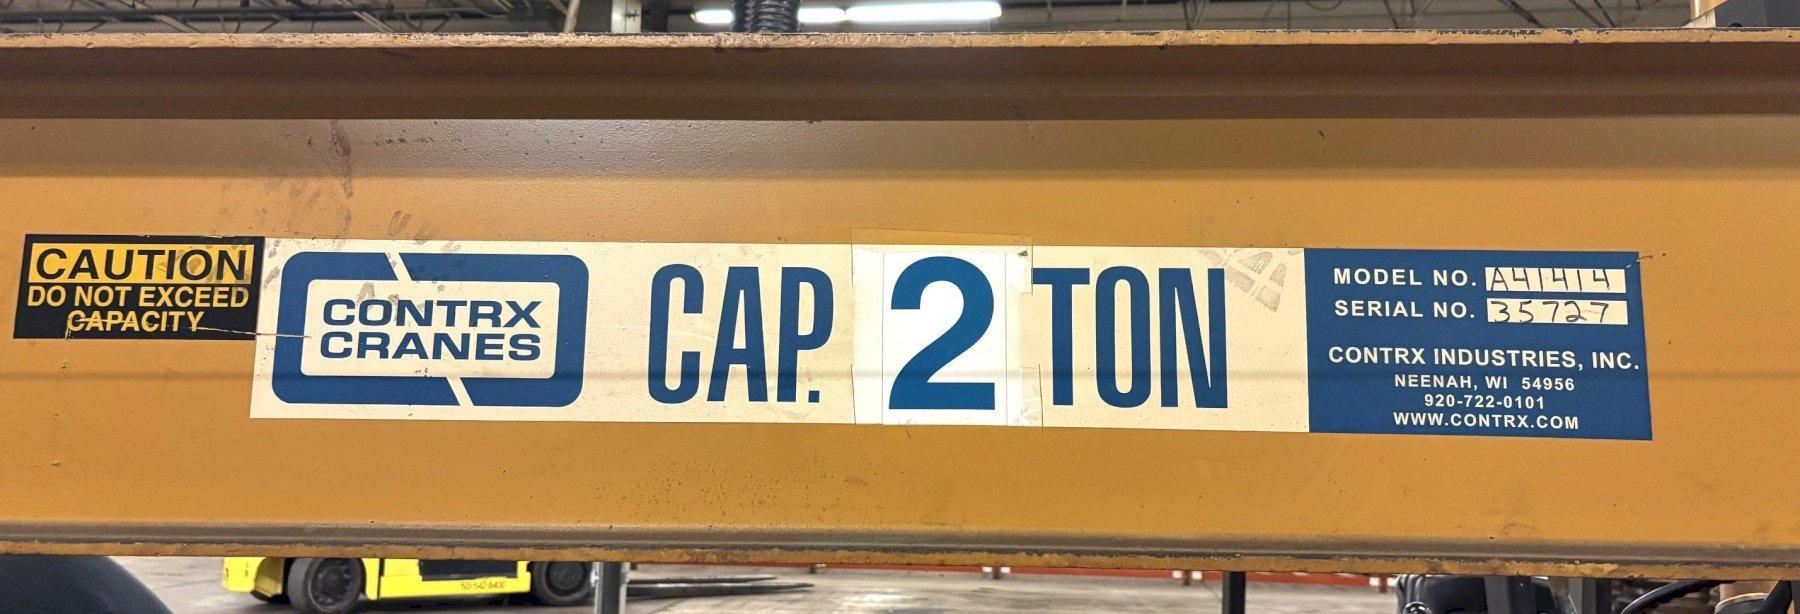 CAUTION
DO NOT EXCEED
CAPACITY
CONTRX
CRANES
CAP. 2 TON
MODEL NO. A41414
SERIAL NO. 35727
CONTRX INDUSTRIES, INC.
NEENAH, WI 54956
920-722-0101
WWW.CONTRX.COM